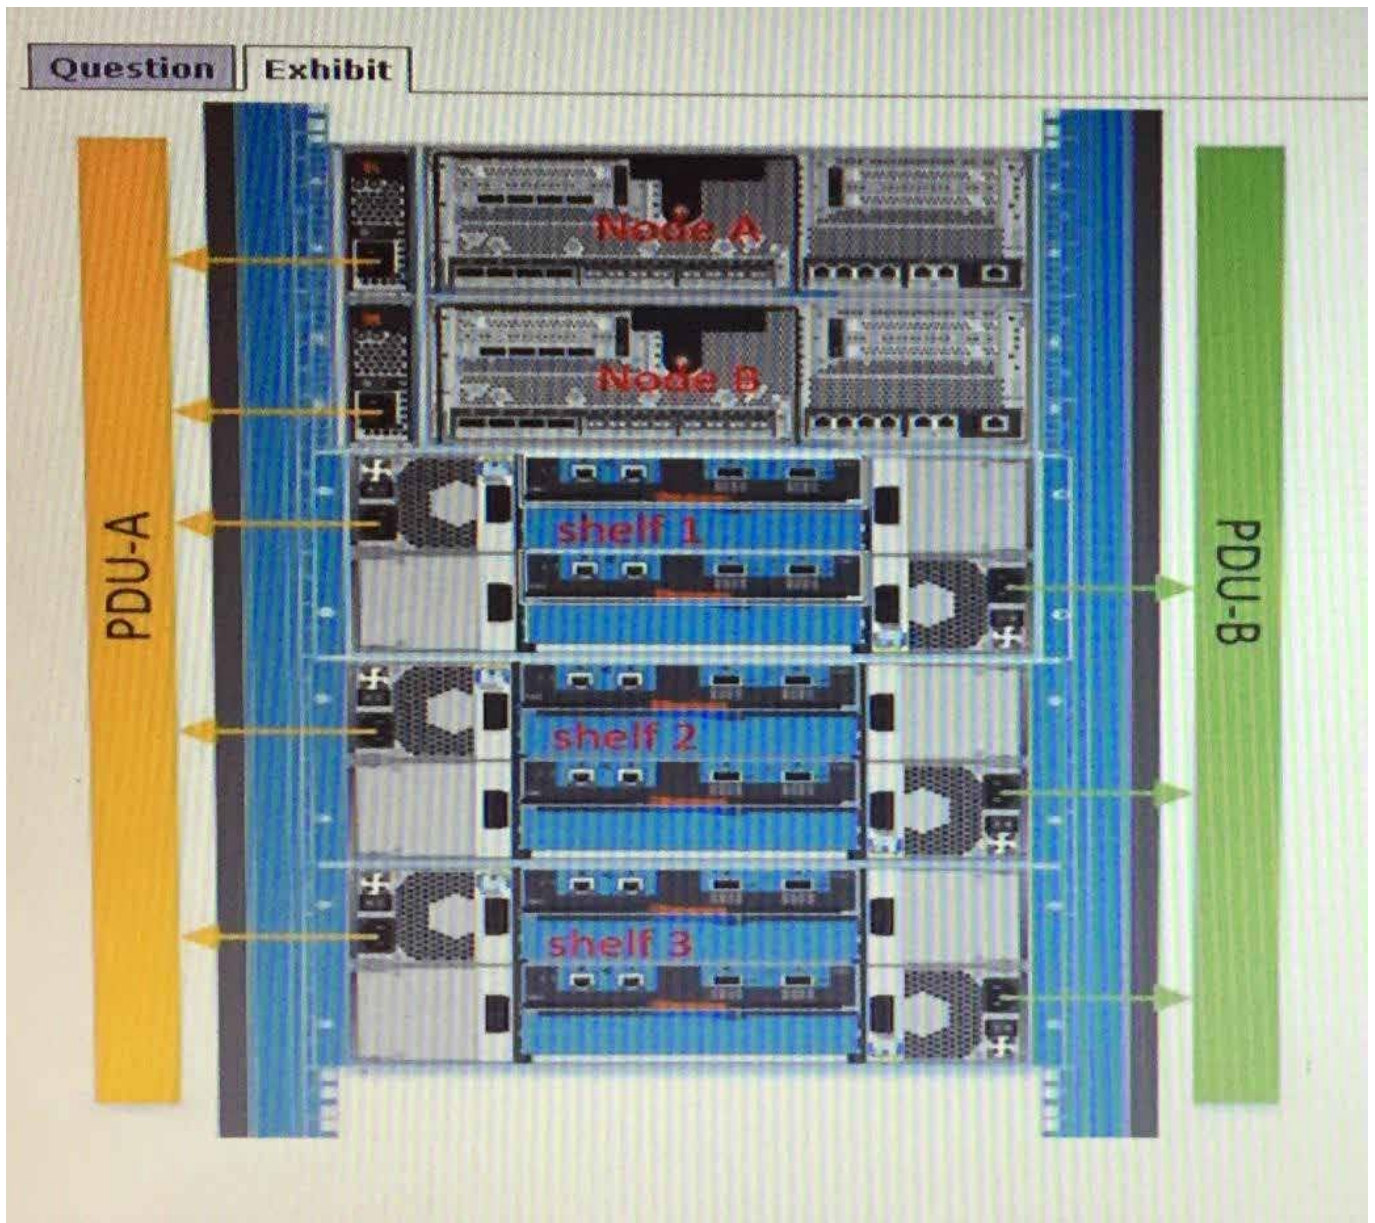 Question
Exhibit
Node A
Node B
PDU-A
shelf 1
PDU-B
shelf 2
shelf 3